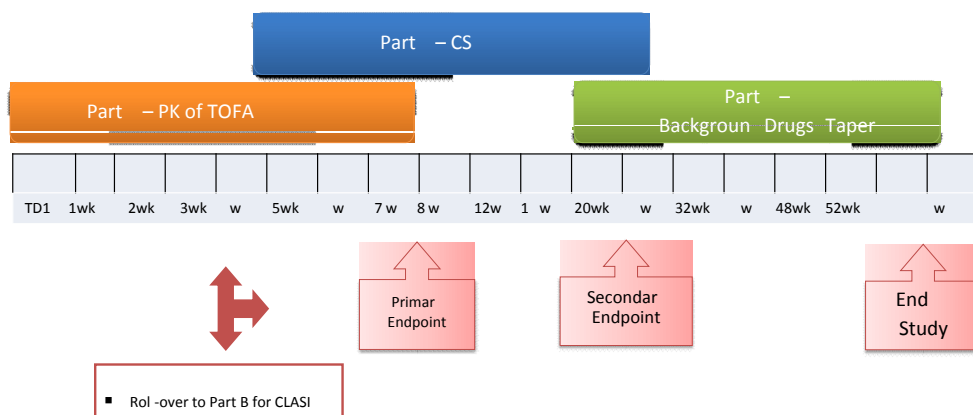 Part – CS
Part – PK of TOFA
Part –
Backgroun Drugs Taper
TD1 1wk 2wk 3wk w 5wk w 7 w 8 w 12w 1 w 20wk w 32wk w 48wk 52wk w
Primar
Endpoint
Secondar
Endpoint
End
Study
▪ Rol -over to Part B for CLASI